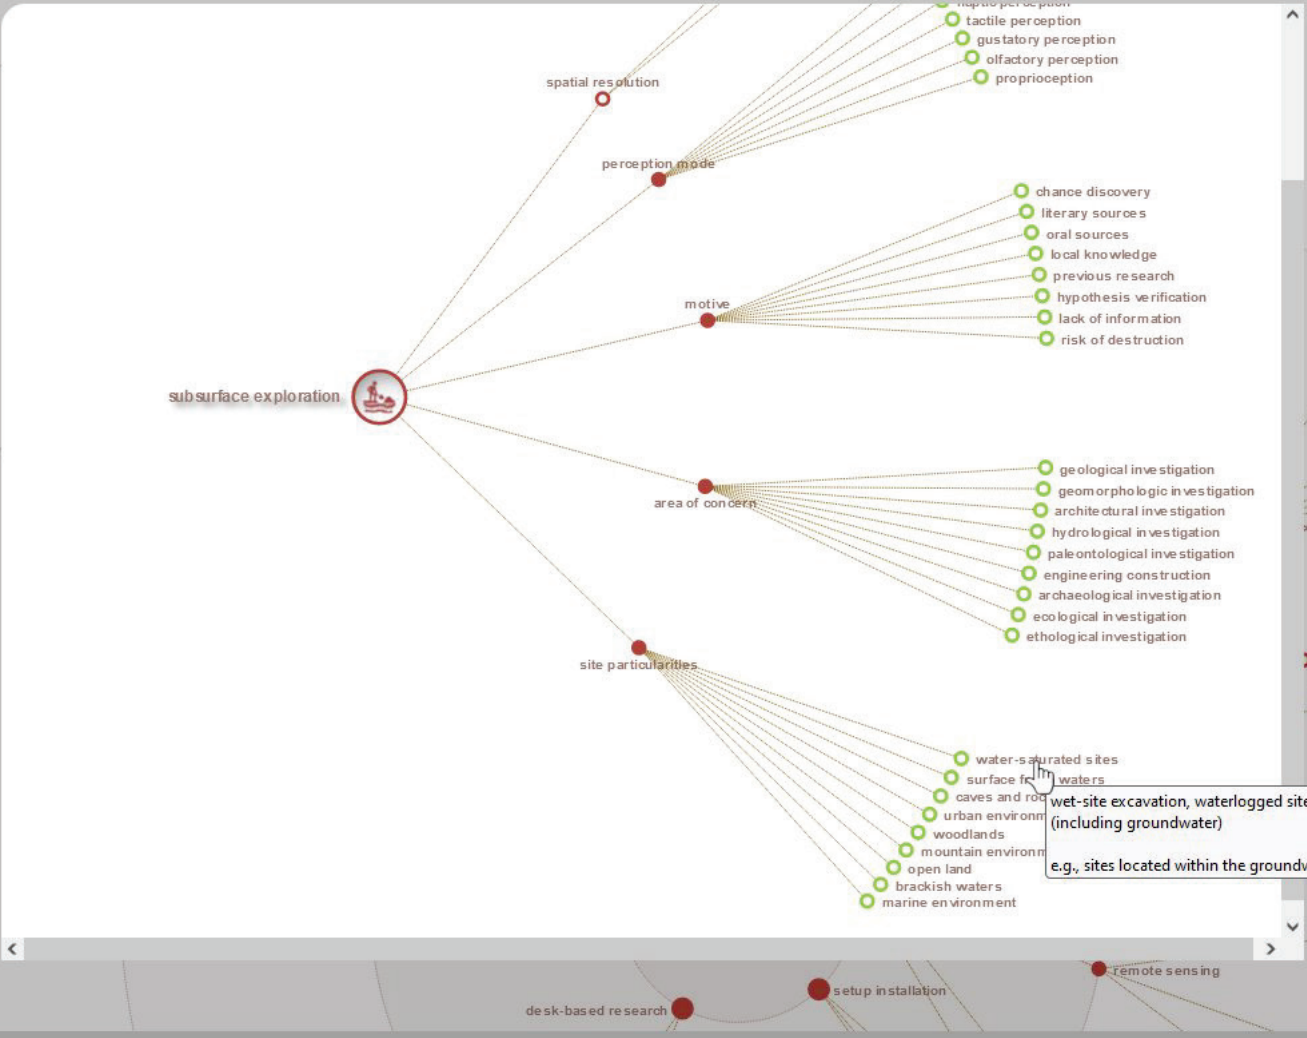 haptic perception
tactile perception
gustatory perception
olfactory perception
proprioception
spatial resolution
perception mode
chance discovery
literary sources
oral sources
local knowledge
previous research
hypothesis verification
lack of information
risk of destruction
motive
subsurface exploration
geological investigation
geomorphologic investigation
architectural investigation
hydrological investigation
paleontological investigation
engineering construction
archaeological investigation
ecological investigation
ethological investigation
area of concern
site particularities
water-saturated sites
surface waters
caves and
urban
woodlands
mountain
open land
brackish waters
marine environment
wet-site excavation, waterlogged site
(including groundwater)
e.g., sites located within the
remote sensing
setup installation
desk-based research